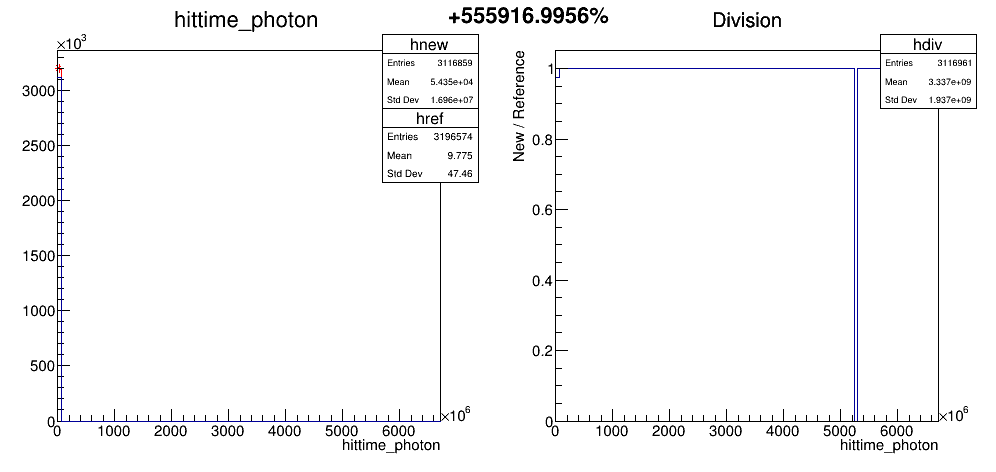 +555916.9956%
hittime_photon
×10³
hnew
Entries 3116859
Mean 5.435e+04
Std Dev 1.696e+07
href
Entries 3196574
Mean 9.775
Std Dev 47.46
3000
2500
2000
1500
1000
500
0
0 1000 2000 3000 4000 5000 6000
×10⁶
hittime_photon
Division
hdiv
Entries 3116961
Mean 3.337e+09
Std Dev 1.937e+09
New / Reference
1
0.8
0.6
0.4
0.2
0
0 1000 2000 3000 4000 5000 6000
×10⁶
hittime_photon